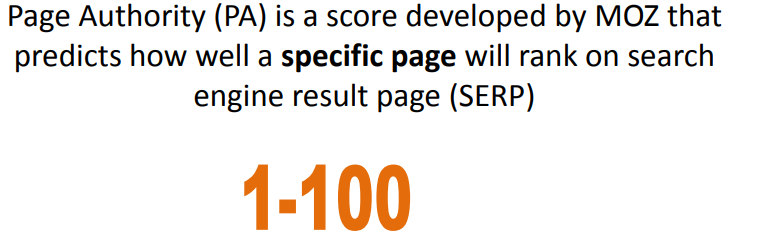 Page Authority (PA) is a score developed by MOZ that
predicts how well a specific page will rank on search
engine result page (SERP)
1-100